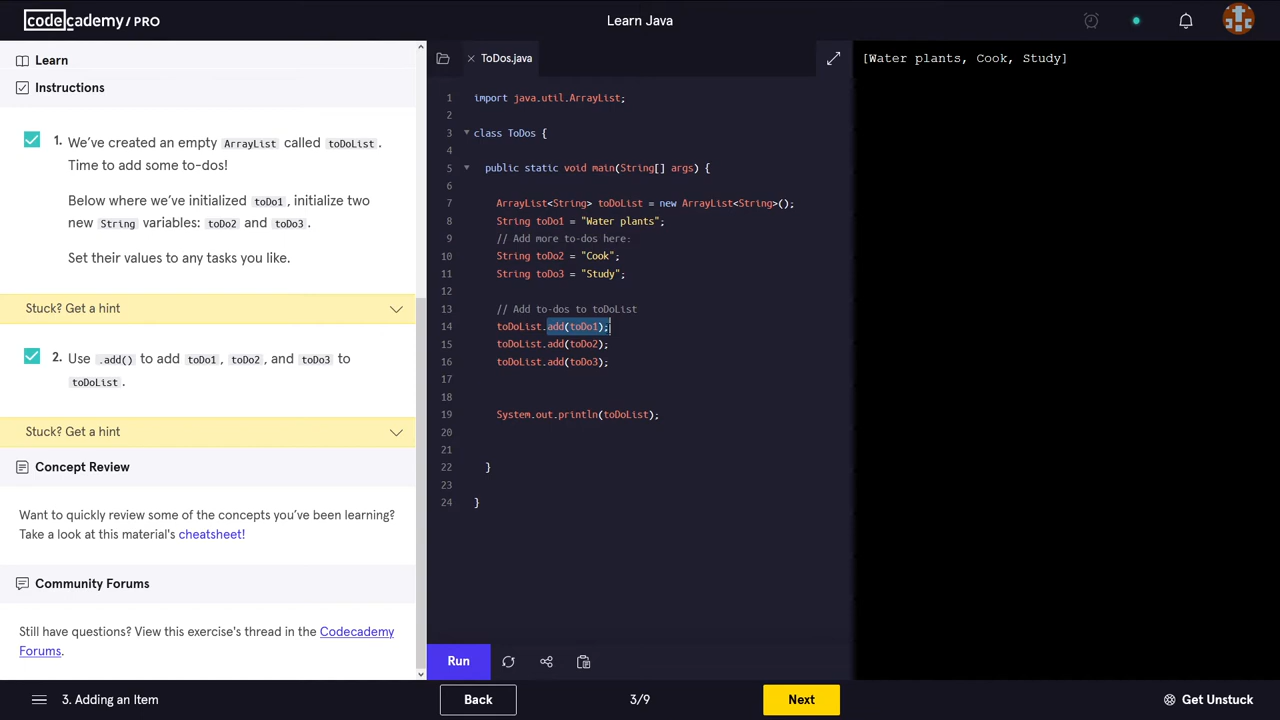 codecademy/PRO
Learn Java
Learn
Instructions
1. We've created an empty ArrayList called toDoList.
Time to add some to-dos!
Below where we've initialized toDo1, initialize two
new String variables: toDo2 and toDo3.
Set their values to any tasks you like.
Stuck? Get a hint
2. Use .add() to add toDo1, toDo2, and toDo3 to
toDoList.
Stuck? Get a hint
Concept Review
Want to quickly review some of the concepts you've been learning?
Take a look at this material's cheatsheet!
Community Forums
Still have questions? View this exercise's thread in the Codecademy
Forums.
ToDos.java
1 import java.util.ArrayList;
2
3 class ToDos {
4
5 public static void main(String[] args) {
6
7 ArrayList<String> toDoList = new ArrayList<String>();
8 String toDo1 = "Water plants";
9 // Add more to-dos here:
10 String toDo2 = "Cook";
11 String toDo3 = "Study";
12
13 // Add to-dos to toDoList
14 toDoList.add(toDo1);
15 toDoList.add(toDo2);
16 toDoList.add(toDo3);
17
18
19 System.out.println(toDoList);
20
21
22 }
23
24 }
Run
[Water plants, Cook, Study]
3. Adding an Item
Back
3/9
Next
Get Unstuck